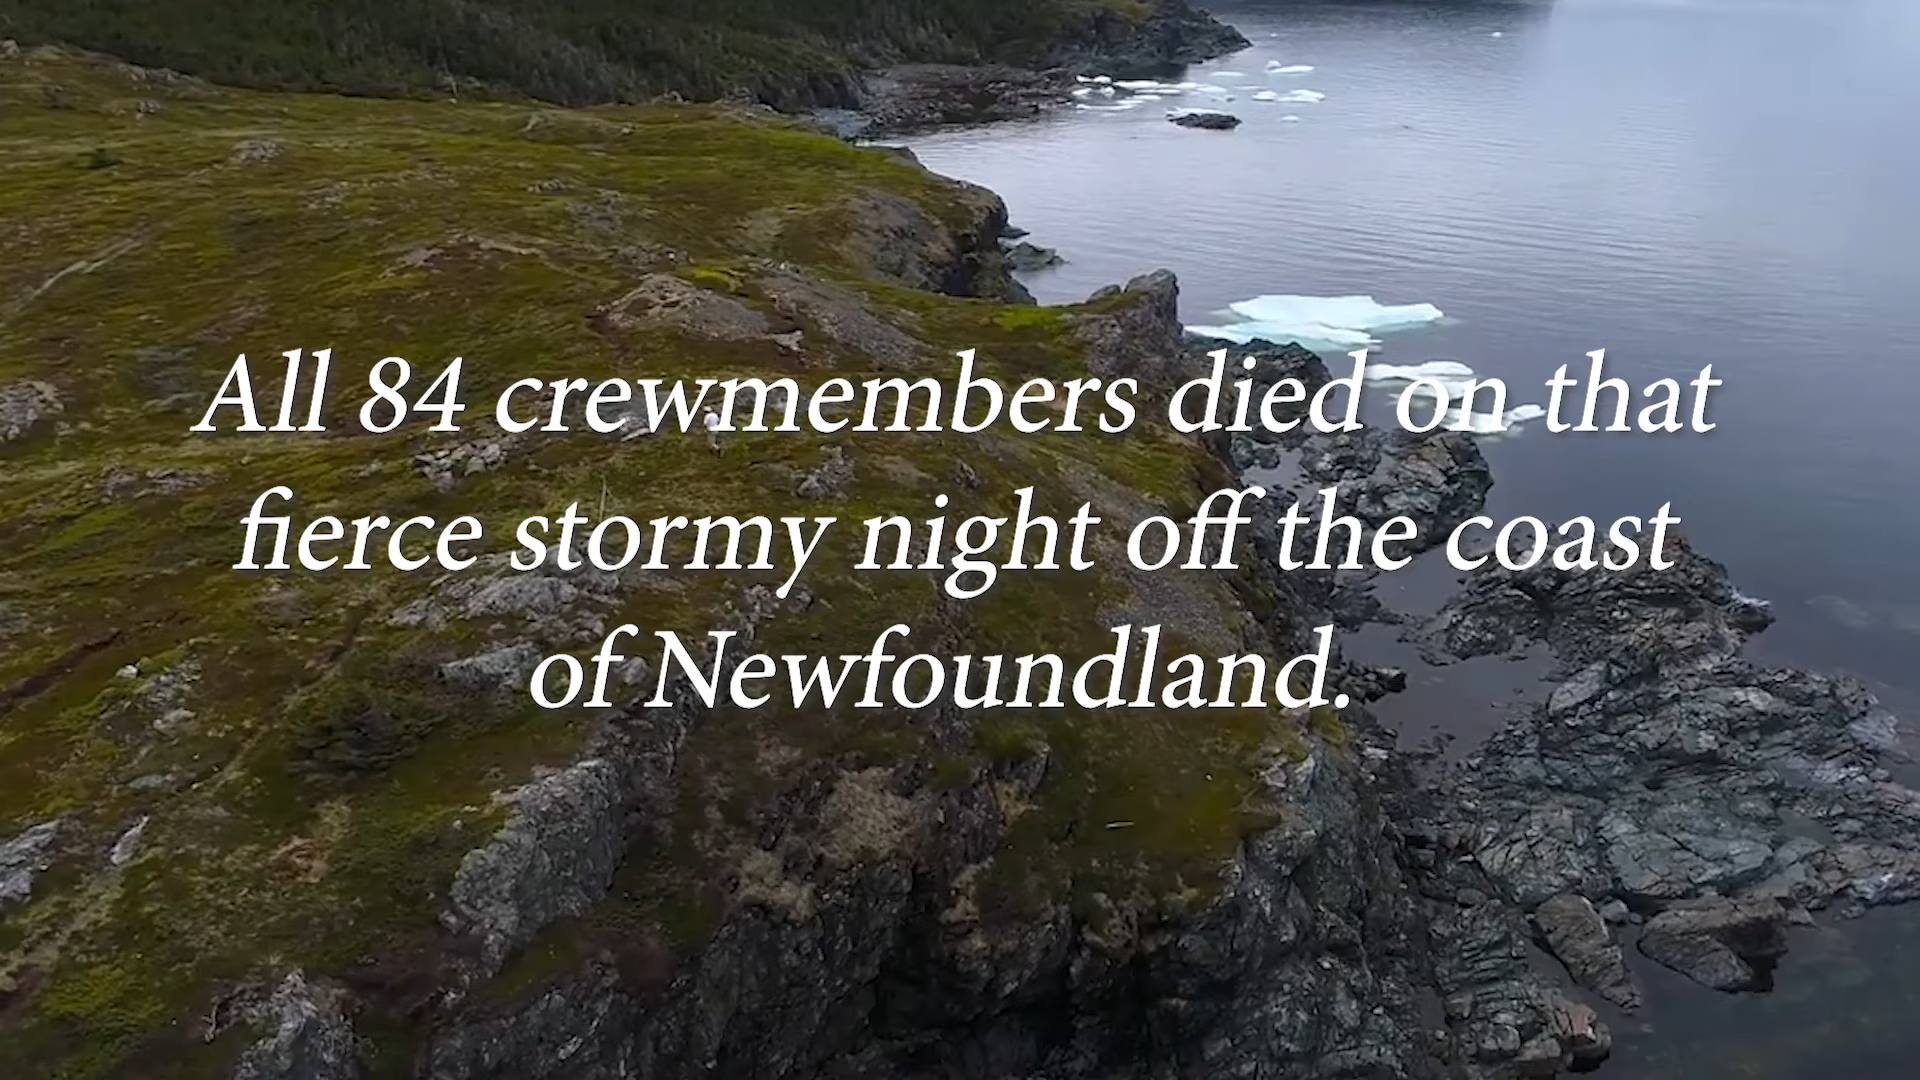 All 84 crewmembers died on that
fierce stormy night off the coast
of Newfoundland.